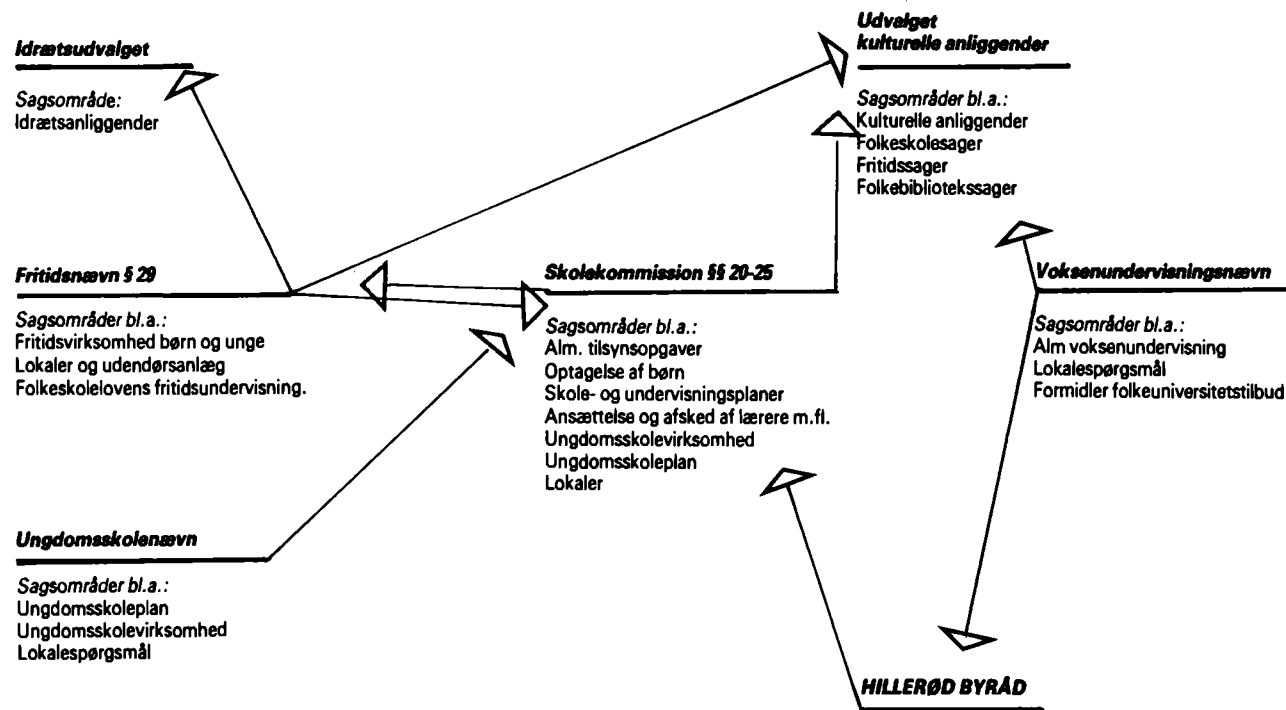 Idrætsudvalget
Sagsområde:
Idrætsanliggender
Udvalget
kulturelle anliggender
Sagsområder bl.a.:
Kulturelle anliggender
Folkeskolesager
Fritidssager
Folkebibliotekssager
Fritidsnævn § 29
Sagsområder bl.a.:
Fritidsvirksomhed børn og unge
Lokaler og udendørsanlæg
Folkeskolelovens fritidsundervisning.
Skolekommission §§ 20-25
Sagsområder bl.a.:
Alm. tilsynsopgaver
Optagelse af børn
Skole- og undervisningsplaner
Ansættelse og afsked af lærere m.fl.
Ungdomsskolevirksomhed
Ungdomsskoleplan
Lokaler
Voksenundervisningsnævn
Sagsområder bl.a.:
Alm voksenundervisning
Lokalespørgsmål
Formidler folkeuniversitetstilbud
Ungdomsskolenævn
Sagsområder bl.a.:
Ungdomsskoleplan
Ungdomsskolevirksomhed
Lokalespørgsmål
HILLERØD BYRÅD